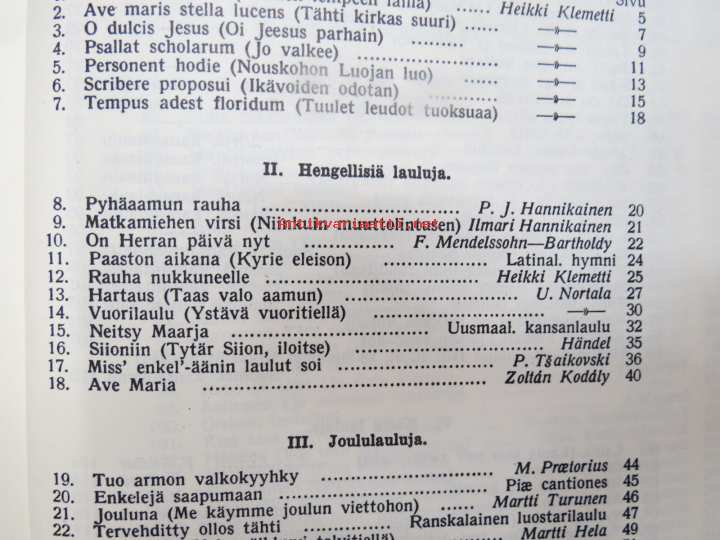 Sivu
2. Ave maris stella lucens (Tähti kirkas suuri) ...... Heikki Klemetti 5
3. O dulcis Jesus (Oi Jeesus parhain) ......... —»— 7
4. Psallat scholarum (Jo valkee) ............ —»— 9
5. Personent hodie (Nouskohon Luojan luo) ...... —»— 11
6. Scribere proposui (Ikävoiden odotan) ............ —»— 13
7. Tempus adest floridum (Tuulet leudot tuoksuaa) —»— 15
18
II. Hengellisiä lauluja.
8. Pyhäaamun rauha .................. P. J. Hannikainen 20
9. Matkamiehen virsi (Niinkuin muuttolintusen) Ilmari Hannikainen 21
10. On Herran päivä nyt ............... F. Mendelssohn—Bartholdy 22
11. Paaston aikana (Kyrie eleison) .................. Latinal. hymni 24
12. Rauha nukkuneelle ........................ Heikki Klemetti 25
13. Hartaus (Taas valo aamun) ........................ U. Nortala 27
14. Vuorilaulu (Ystävä vuoritiellä) ........................ —»— 30
15. Neitsy Maarja ........................... Uusmaal. kansanlaulu 32
16. Siioniin (Tytär Siion, iloitse) ........................ Händel 35
17. Miss' enkel'-äänin laulut soi ..................... P. Tšaikovski 36
18. Ave Maria .................................... Zoltán Kodály 40
III. Joululauluja.
19. Tuo armon valkokyyhky ........................ M. Prætorius 44
20. Enkelejä saapumaan ........................... Piæ cantiones 45
21. Jouluna (Me käymme joulun viettohon) ...... Martti Turunen 46
22. Tervehditty ollos tähti ............... Ranskalainen luostarilaulu 47
Martti Hela 49